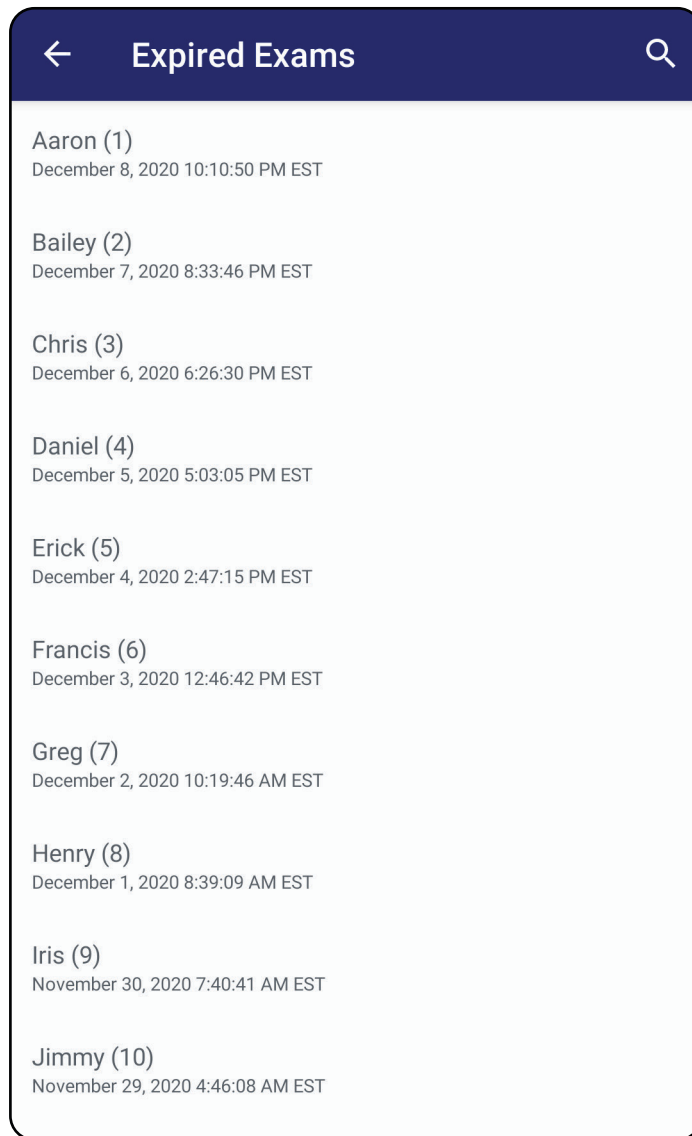 Expired Exams
Aaron (1)
December 8, 2020 10:10:50 PM EST
Bailey (2)
December 7, 2020 8:33:46 PM EST
Chris (3)
December 6, 2020 6:26:30 PM EST
Daniel (4)
December 5, 2020 5:03:05 PM EST
Erick (5)
December 4, 2020 2:47:15 PM EST
Francis (6)
December 3, 2020 12:46:42 PM EST
Greg (7)
December 2, 2020 10:19:46 AM EST
Henry (8)
December 1, 2020 8:39:09 AM EST
Iris (9)
November 30, 2020 7:40:41 AM EST
Jimmy (10)
November 29, 2020 4:46:08 AM EST